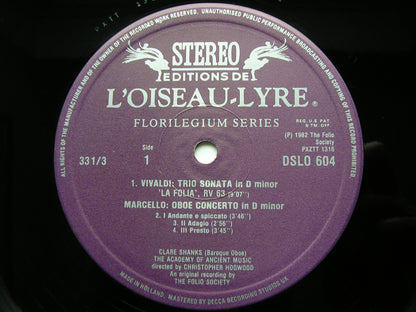 ALL RIGHTS OF THE MANUFACTURER AND OF THE OWNER OF THE RECORDED WORK RESERVED. UNAUTHORISED PUBLIC PERFORMANCE BROADCASTING AND COPYING OF THIS RECORD PROHIBITED
STEREO
EDITIONS DE
L'OISEAU-LYRE ®
FLORILEGIUM SERIES
REG. U.S. PAT.
& TM. OFF.
(P) 1982 The Folio
Society
PXZTT 1316
331/3
Side
1
DSLO 604
1. VIVALDI: TRIO SONATA in D minor
'LA FOLIA', RV 63 (9'07")
MARCELLO: OBOE CONCERTO in D minor
2. I Andante e spiccato (3'46")
3. II Adagio (5'28")
4. III Presto (3'45")
CLARE SHANKS (Baroque Oboe)
THE ACADEMY OF ANCIENT MUSIC
directed by CHRISTOPHER HOGWOOD
An original recording by
THE FOLIO SOCIETY
MADE IN HOLLAND. MASTERED BY DECCA RECORDING STUDIOS UK